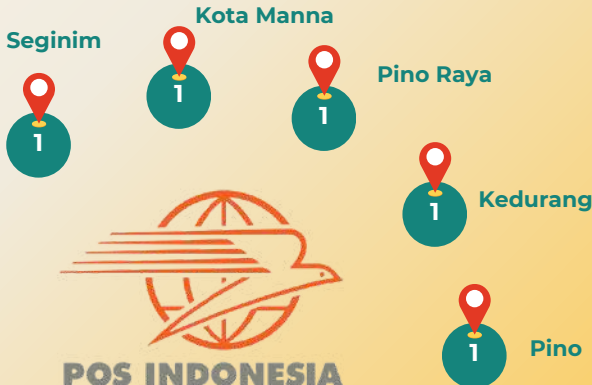 Seginim
1
Kota Manna
1
Pino Raya
1
Kedurang
1
Pino
1
POS INDONESIA